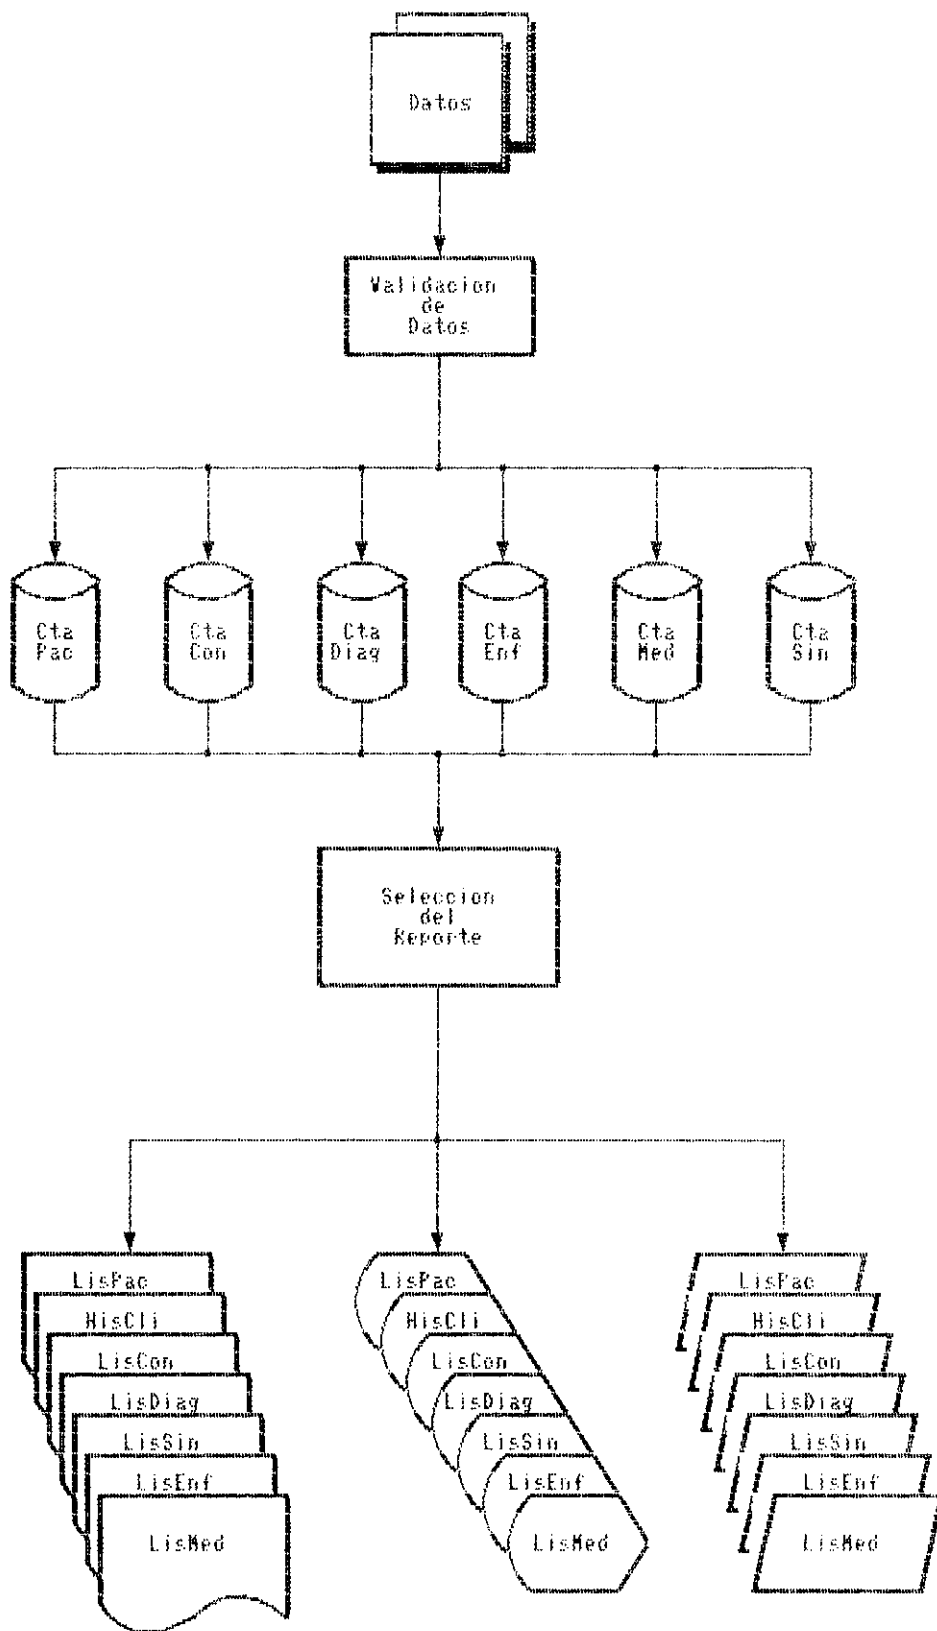 Datos
Validacion
de
Datos
Cta
Pac
Cta
Con
Cta
Diag
Cta
Enf
Cta
Med
Cta
Sin
Seleccion
del
Reporte
LisPac
HisCli
LisCon
LisDiag
LisSin
LisEnf
LisMed
LisPac
HisCli
LisCon
LisDiag
LisSin
LisEnf
LisMed
LisPac
HisCli
LisCon
LisDiag
LisSin
LisEnf
LisMed